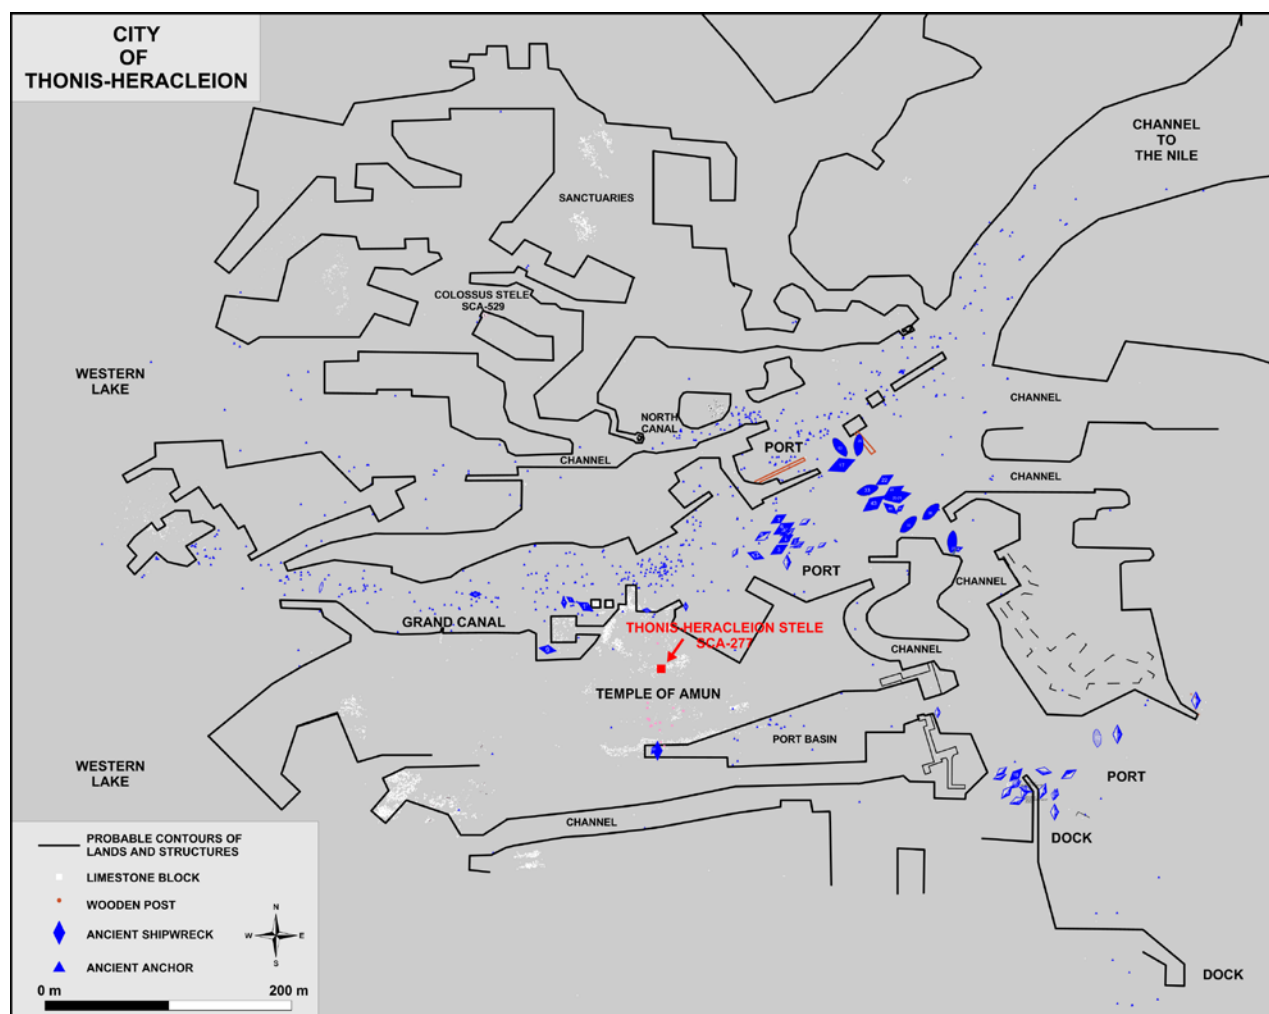 CITY
OF
THONIS-HERACLEION
CHANNEL
TO
THE NILE
SANCTUARIES
COLOSSUS STELE
SCA-529
WESTERN
LAKE
CHANNEL
NORTH
CANAL
PORT
CHANNEL
CHANNEL
PORT
CHANNEL
GRAND CANAL
THONIS-HERACLEION STELE
SCA-277
CHANNEL
TEMPLE OF AMUN
PORT BASIN
WESTERN
LAKE
PORT
CHANNEL
DOCK
DOCK
PROBABLE CONTOURS OF
LANDS AND STRUCTURES
LIMESTONE BLOCK
WOODEN POST
ANCIENT SHIPWRECK
ANCIENT ANCHOR
N
W E
S
0 m 200 m